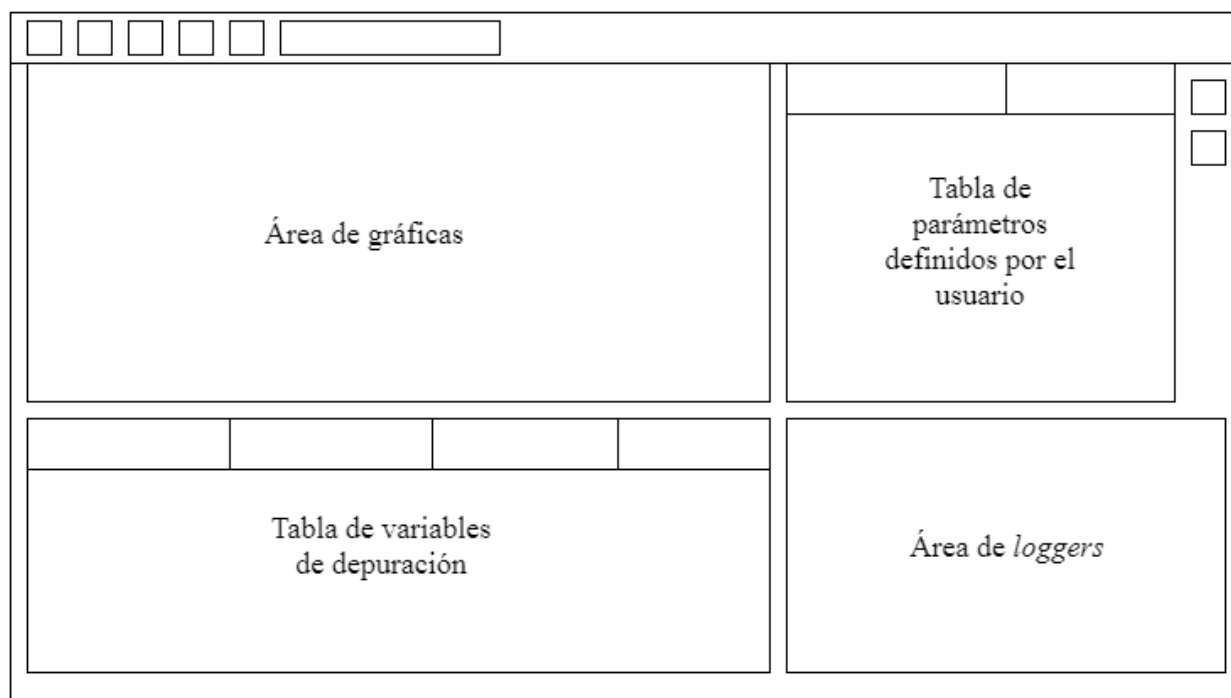 Área de gráficas
Tabla de
parámetros
definidos por el
usuario
Tabla de variables
de depuración
Área de loggers